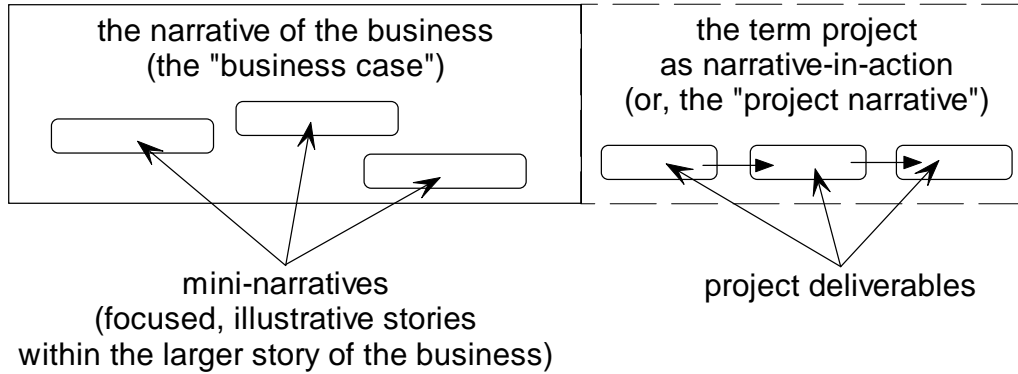 the narrative of the business
(the "business case")
the term project
as narrative-in-action
(or, the "project narrative")
mini-narratives
(focused, illustrative stories
within the larger story of the business)
project deliverables